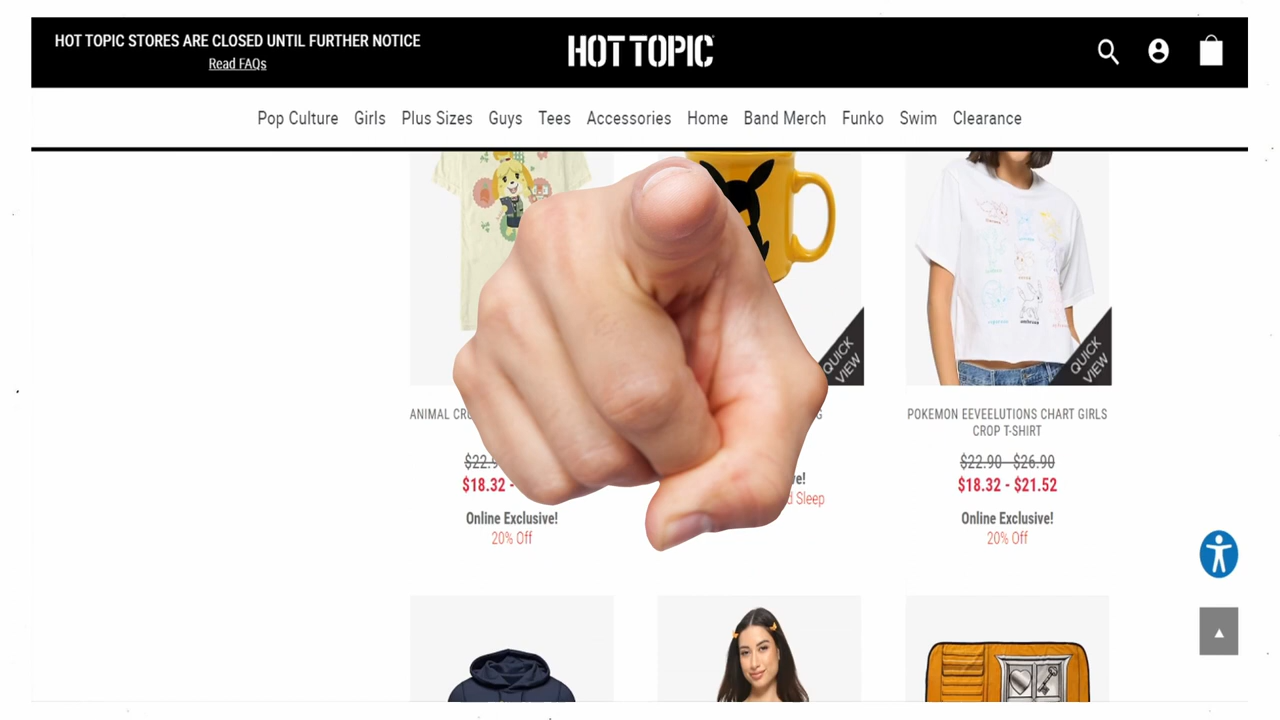 HOT TOPIC STORES ARE CLOSED UNTIL FURTHER NOTICE
Read FAQs
HOT TOPIC
Pop Culture Girls Plus Sizes Guys Tees Accessories Home Band Merch Funko Swim Clearance
QUICK VIEW
QUICK VIEW
ANIMAL
POKEMON EEVEELUTIONS CHART GIRLS
CROP T-SHIRT
$18.32 -
Online Exclusive!
20% Off
Sleep
$22.90 - $26.90
$18.32 - $21.52
Online Exclusive!
20% Off